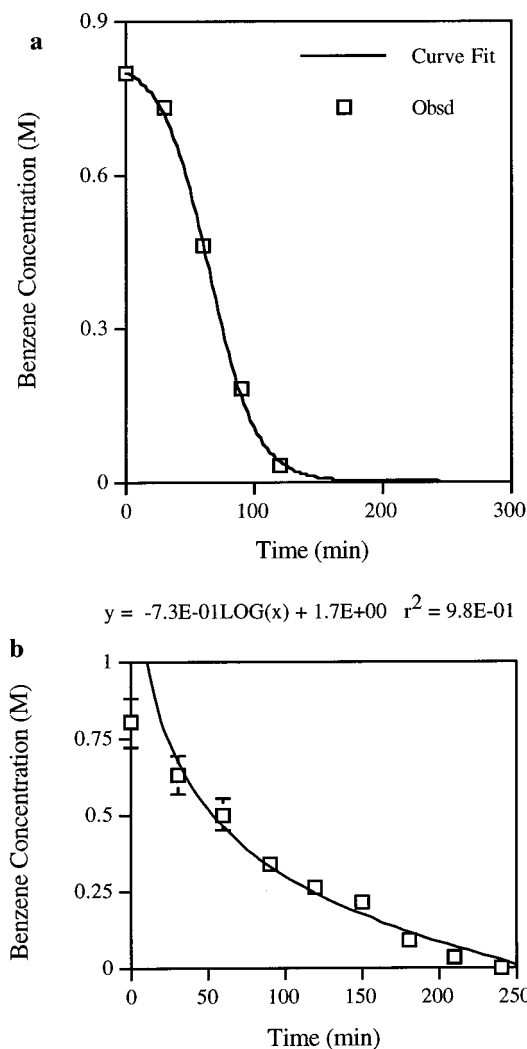 a
0.9
0.6
0.3
0
Benzene Concentration (M)
Curve Fit
Obsd
0 100 200 300
Time (min)
y = -7.3E-01LOG(x) + 1.7E+00 r2 = 9.8E-01
b
1
0.75
0.5
0.25
0
Benzene Concentration (M)
0 50 100 150 200 250
Time (min)